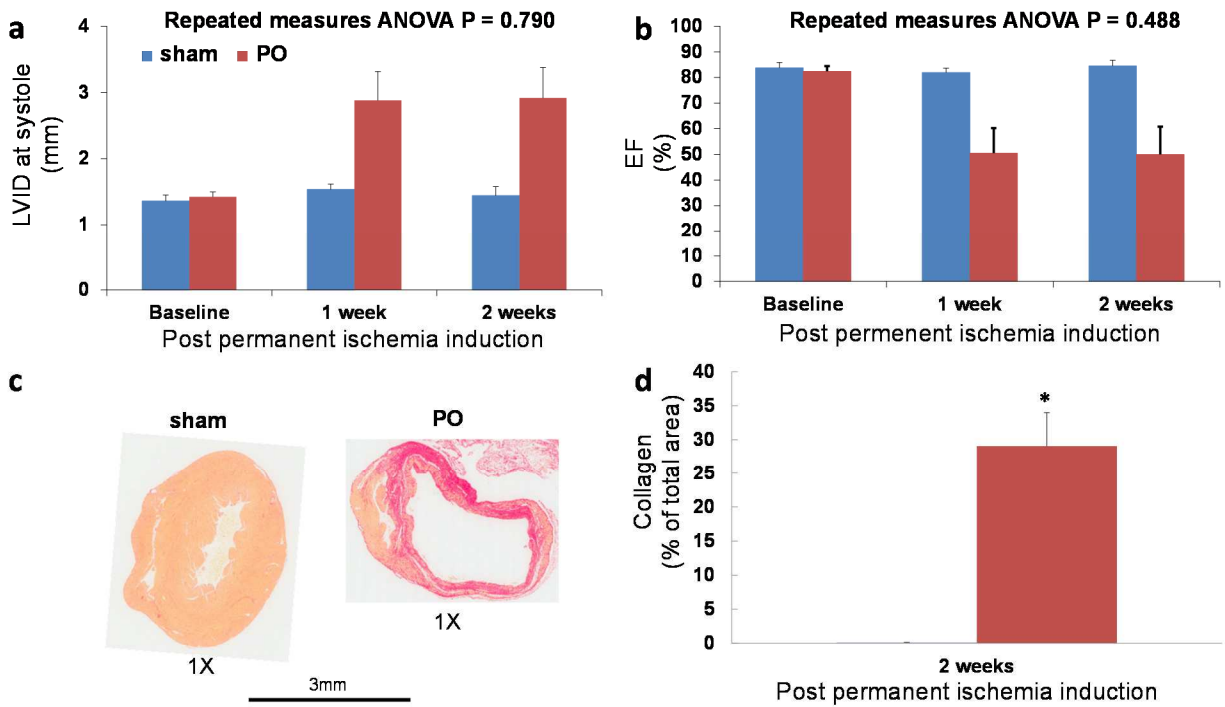 a
Repeated measures ANOVA P = 0.790
sham PO
LVID at systole
(mm)
4
3
2
1
0
Baseline 1 week 2 weeks
Post permanent ischemia induction
b
Repeated measures ANOVA P = 0.488
EF
(%)
100
90
80
70
60
50
40
30
20
10
0
Baseline 1 week 2 weeks
Post permenent ischemia induction
c
sham
PO
1X
1X
3mm
d
Collagen
(% of total area)
40
35
30
25
20
15
10
5
0
*
2 weeks
Post permanent ischemia induction